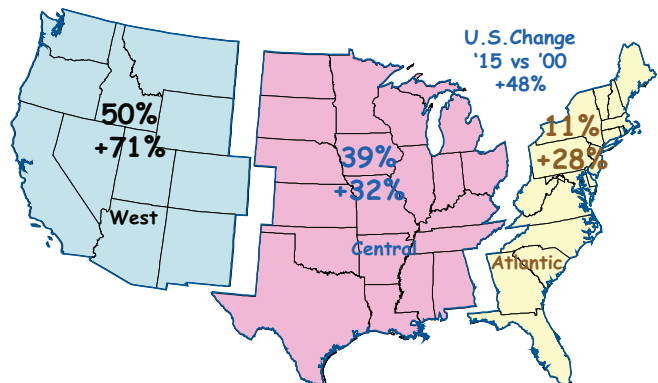 U.S.Change
'15 vs '00
+48%
50%
+71%
West
39%
+32%
Central
11%
+28%
Atlantic